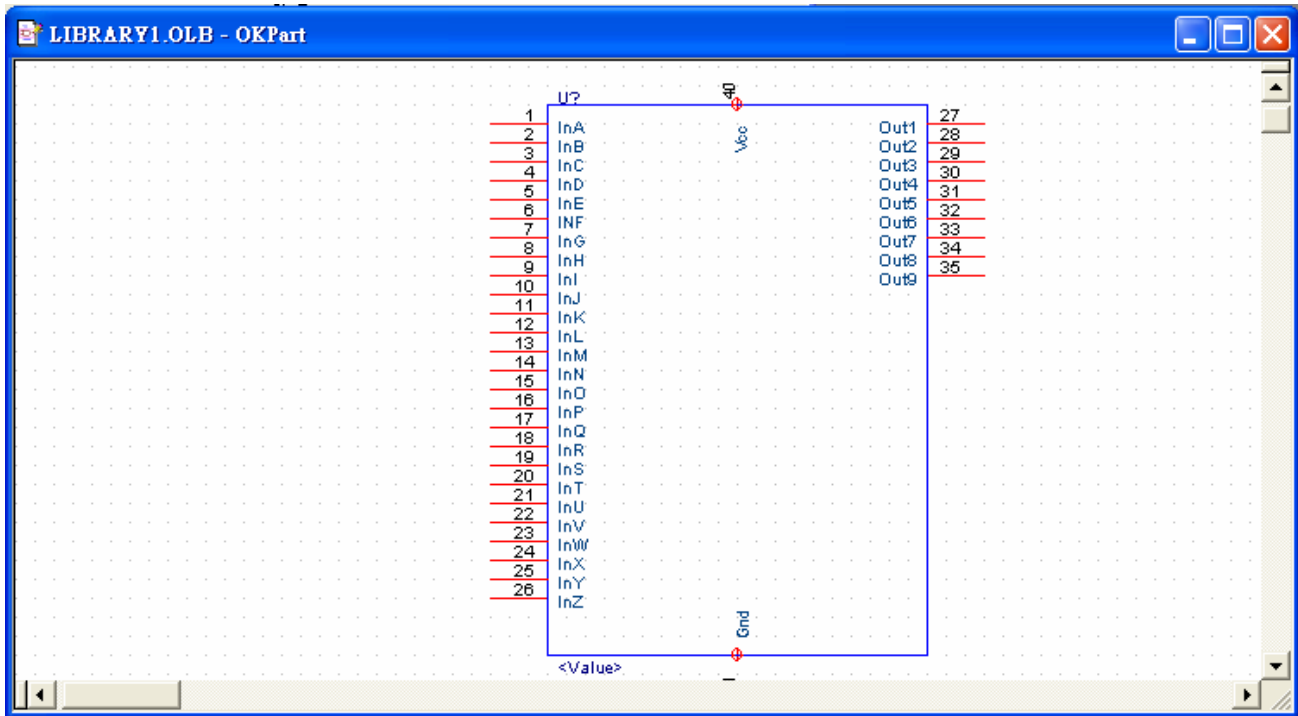 LIBRARY1.OLB - OKPart
U?
40
Vcc
1 InA
2 InB
3 InC
4 InD
5 InE
6 INF
7 InG
8 InH
9 InI
10 InJ
11 InK
12 InL
13 InM
14 InN
15 InO
16 InP
17 InQ
18 InR
19 InS
20 InT
21 InU
22 InV
23 InW
24 InX
25 InY
26 InZ
Out1 27
Out2 28
Out3 29
Out4 30
Out5 31
Out6 32
Out7 33
Out8 34
Out9 35
Gnd
<Value>